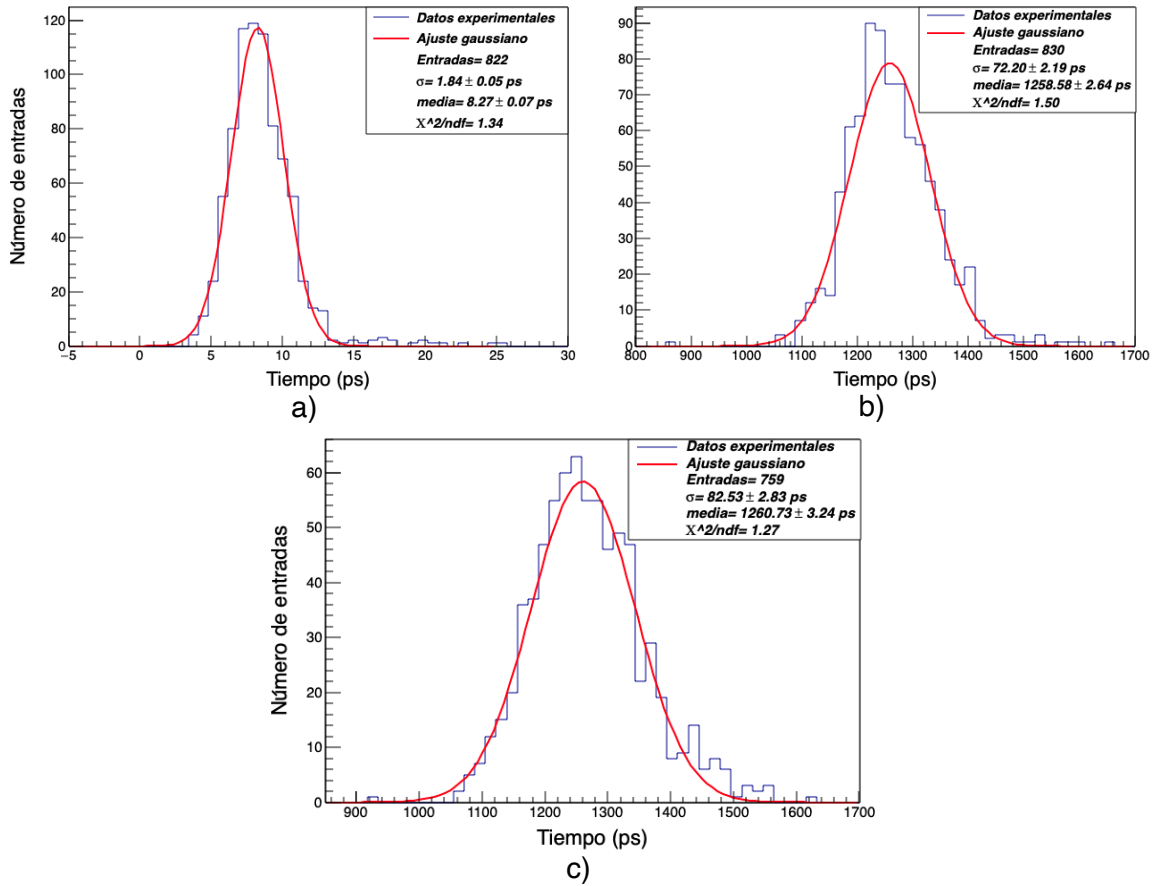 Datos experimentales
Ajuste gaussiano
Entradas= 822
σ= 1.84 ± 0.05 ps
media= 8.27 ± 0.07 ps
X^2/ndf= 1.34
Número de entradas
120
100
80
60
40
20
0
−5 0 5 10 15 20 25 30
Tiempo (ps)
a)
Datos experimentales
Ajuste gaussiano
Entradas= 830
σ= 72.20 ± 2.19 ps
media= 1258.58 ± 2.64 ps
X^2/ndf= 1.50
90
80
70
60
50
40
30
20
10
0
800 900 1000 1100 1200 1300 1400 1500 1600 1700
Tiempo (ps)
b)
Datos experimentales
Ajuste gaussiano
Entradas= 759
σ= 82.53 ± 2.83 ps
media= 1260.73 ± 3.24 ps
X^2/ndf= 1.27
Número de entradas
60
50
40
30
20
10
0
900 1000 1100 1200 1300 1400 1500 1600 1700
Tiempo (ps)
c)